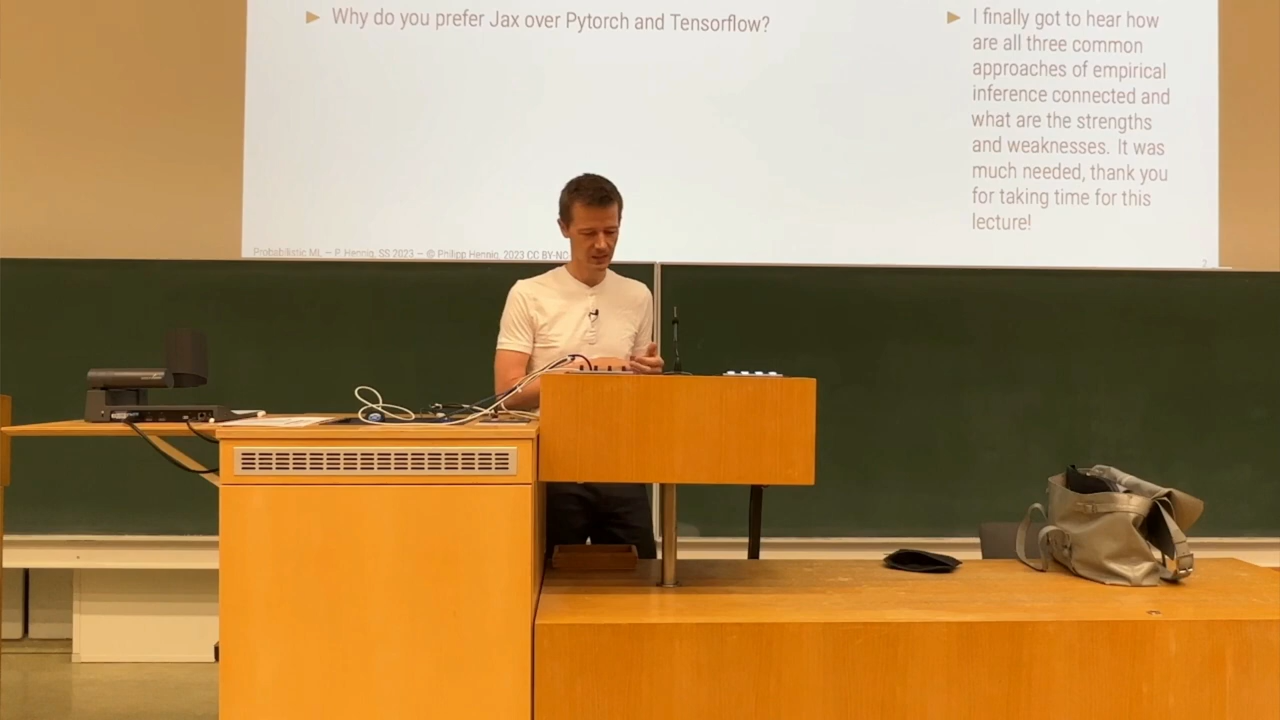 Why do you prefer Jax over Pytorch and Tensorflow?
I finally got to hear how
are all three common
approaches of empirical
inference connected and
what are the strengths
and weaknesses. It was
much needed, thank you
for taking time for this
lecture!
Probabilistic ML — P. Hennig, SS 2023 — © Philipp Hennig, 2023 CC BY-NC
2